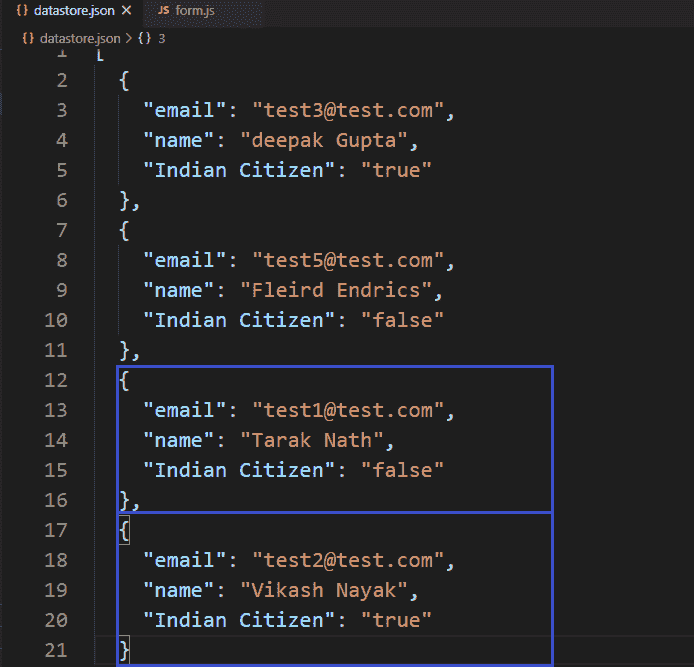 {} datastore.json × JS form.js
{} datastore.json > {} 3
1 [
2 {
3 "email": "test3@test.com",
4 "name": "deepak Gupta",
5 "Indian Citizen": "true"
6 },
7 {
8 "email": "test5@test.com",
9 "name": "Fleird Endrics",
10 "Indian Citizen": "false"
11 },
12 {
13 "email": "test1@test.com",
14 "name": "Tarak Nath",
15 "Indian Citizen": "false"
16 },
17 {
18 "email": "test2@test.com",
19 "name": "Vikash Nayak",
20 "Indian Citizen": "true"
21 }